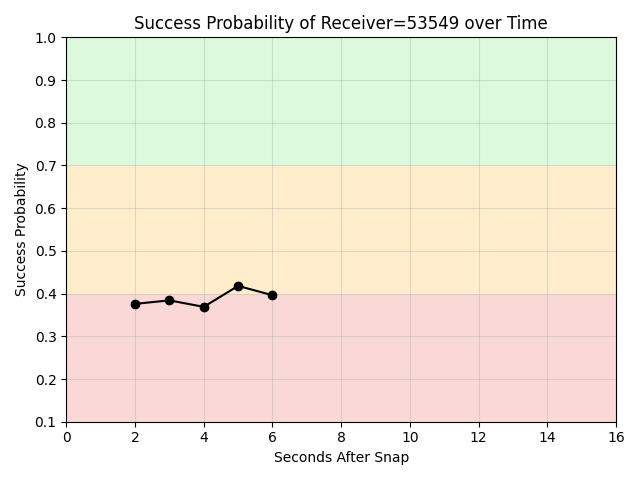 Success Probability of Receiver=53549 over Time
1.0
0.9
0.8
0.7
0.6
0.5
0.4
0.3
0.2
0.1
Success Probability
0 2 4 6 8 10 12 14 16
Seconds After Snap